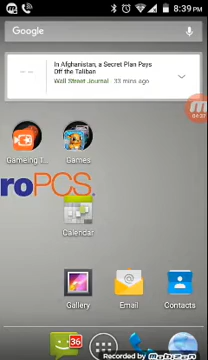 8:39 PM
Google
In Afghanistan, a Secret Plan Pays
Off the Taliban
Wall Street Journal 33 mins ago
Gameing T...
Games
roPCS.
Calendar
Gallery
Email
Contacts
36
Recorded by
Mobizen